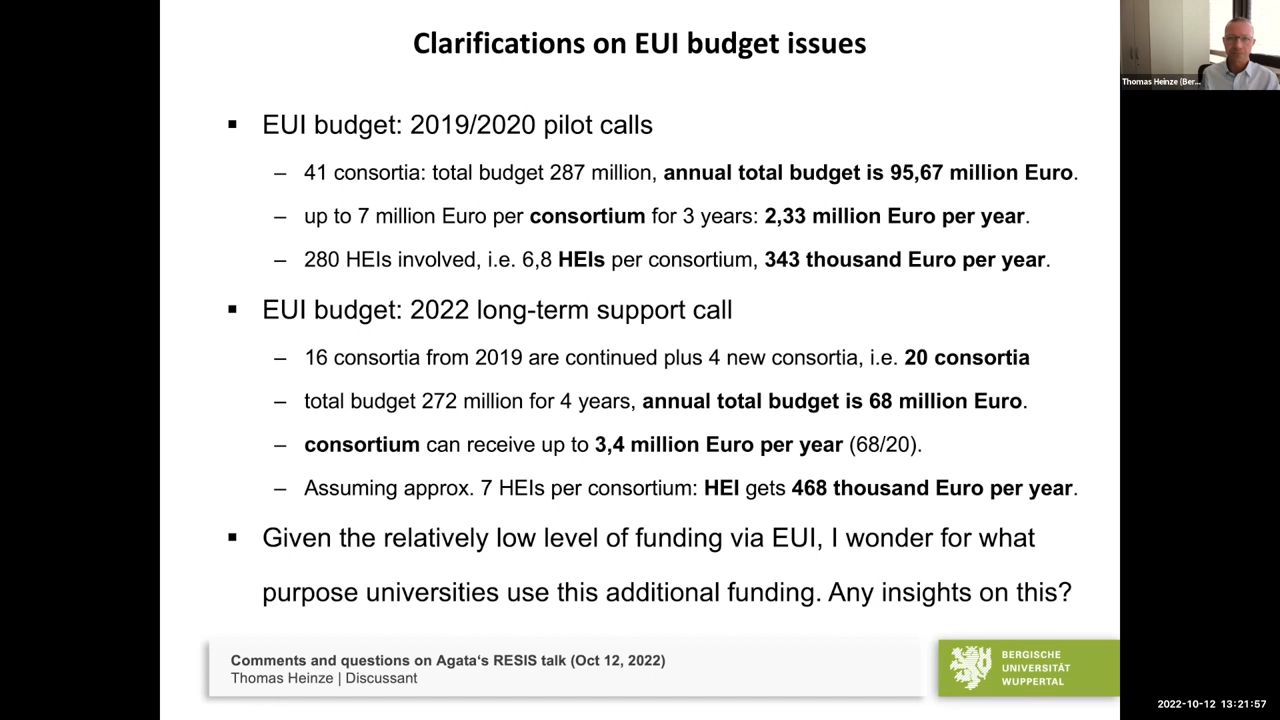 Clarifications on EUI budget issues
Thomas Heinze (Ber...
▪ EUI budget: 2019/2020 pilot calls
– 41 consortia: total budget 287 million, annual total budget is 95,67 million Euro.
– up to 7 million Euro per consortium for 3 years: 2,33 million Euro per year.
– 280 HEIs involved, i.e. 6,8 HEIs per consortium, 343 thousand Euro per year.
▪ EUI budget: 2022 long-term support call
– 16 consortia from 2019 are continued plus 4 new consortia, i.e. 20 consortia
– total budget 272 million for 4 years, annual total budget is 68 million Euro.
– consortium can receive up to 3,4 million Euro per year (68/20).
– Assuming approx. 7 HEIs per consortium: HEI gets 468 thousand Euro per year.
▪ Given the relatively low level of funding via EUI, I wonder for what
purpose universities use this additional funding. Any insights on this?
Comments and questions on Agata‘s RESIS talk (Oct 12, 2022)
Thomas Heinze | Discussant
BERGISCHE
UNIVERSITÄT
WUPPERTAL
2022-10-12 13:21:57